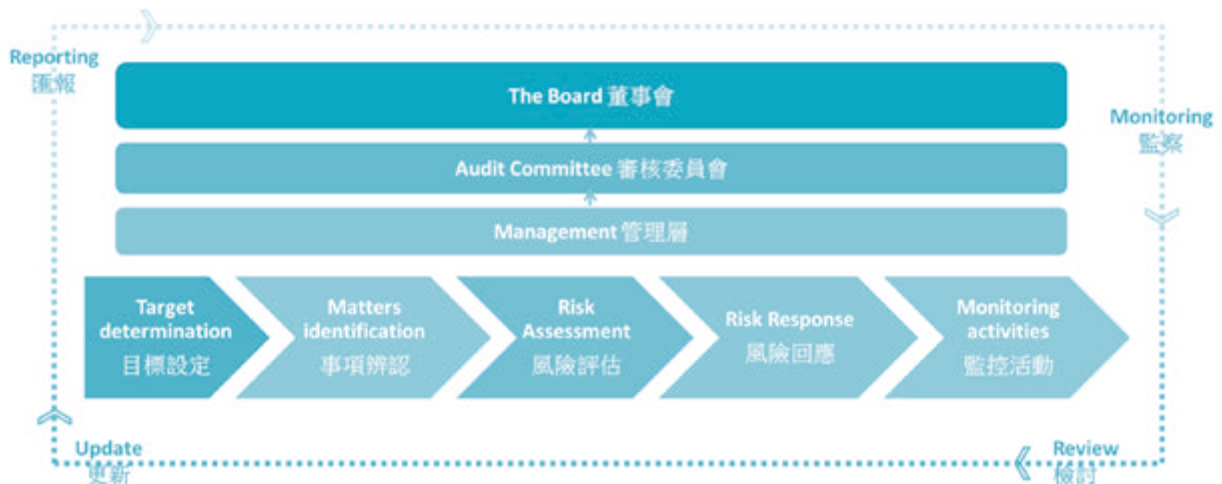 Reporting
匯報
The Board 董事會
Monitoring
監察
Audit Committee 審核委員會
Management 管理層
Target
determination
目標設定
Matters
identification
事項辨認
Risk
Assessment
風險評估
Risk Response
風險回應
Monitoring
activities
監控活動
Update
更新
Review
檢討